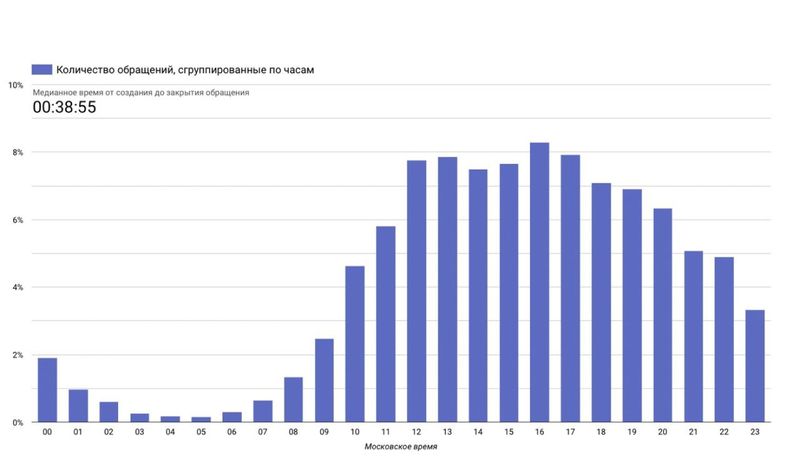 Количество обращений, сгруппированные по часам
10%
Медианное время от создания до закрытия обращения
00:38:55
8%
6%
4%
2%
0%
00 01 02 03 04 05 06 07 08 09 10 11 12 13 14 15 16 17 18 19 20 21 22 23
Московское время